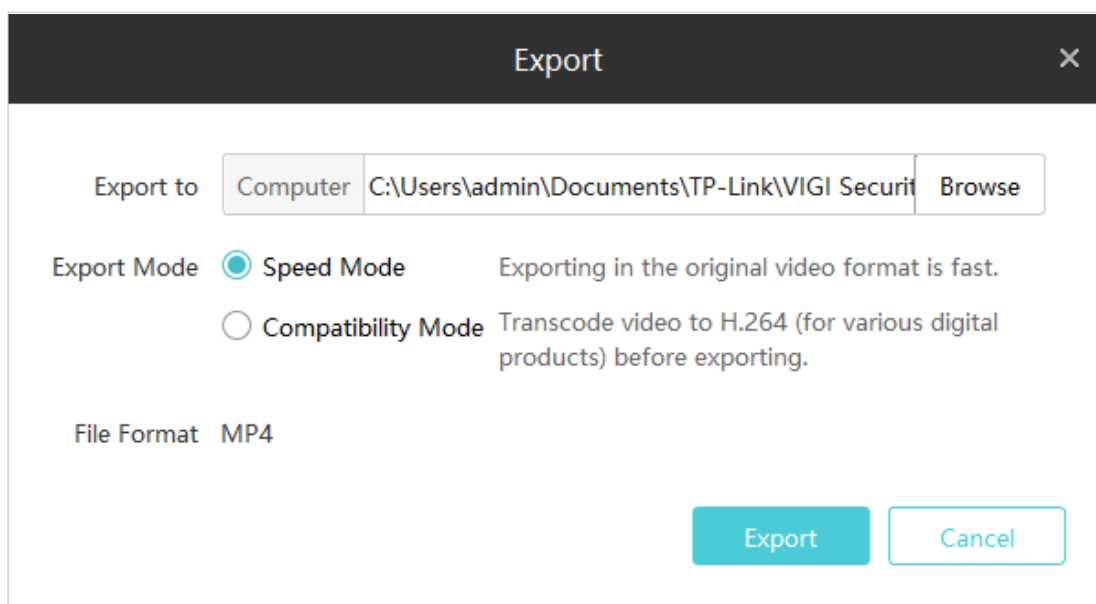 Export
Export to Computer C:\Users\admin\Documents\TP-Link\VIGI Securit Browse
Export Mode Speed Mode Exporting in the original video format is fast.
Compatibility Mode Transcode video to H.264 (for various digital
products) before exporting.
File Format MP4
Export Cancel